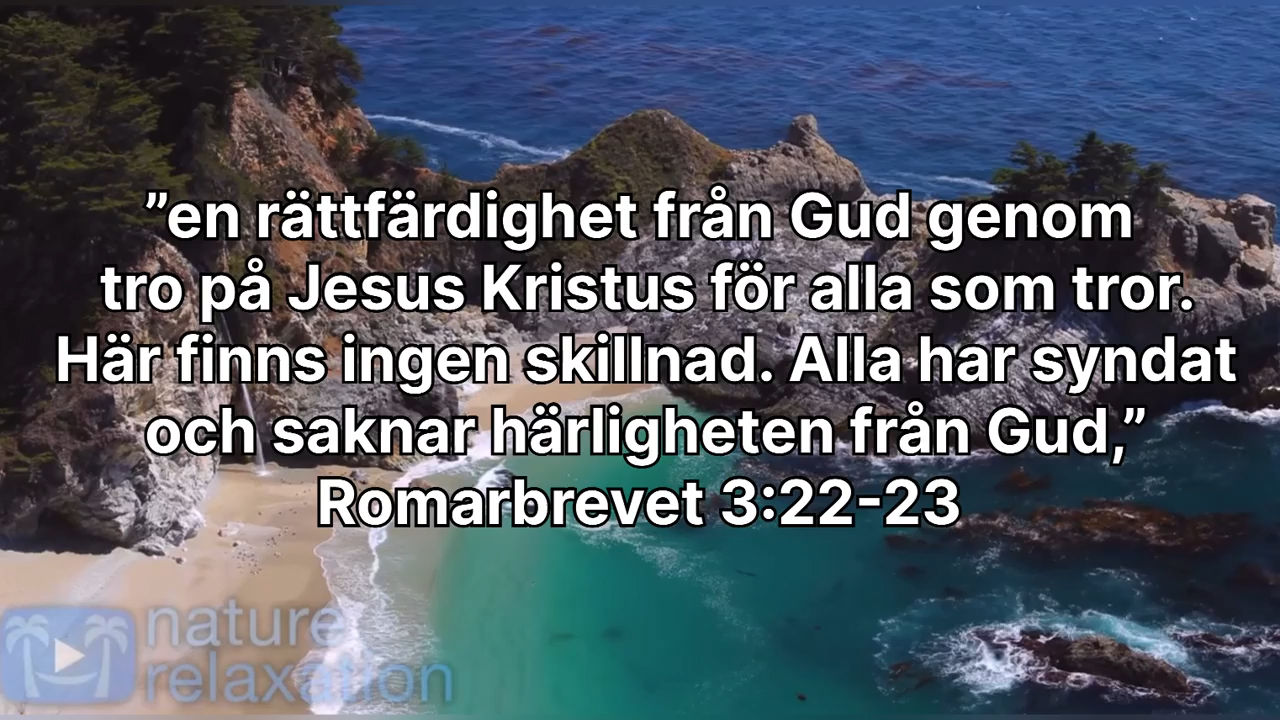 ”en rättfärdighet från Gud genom
tro på Jesus Kristus för alla som tror.
Här finns ingen skillnad. Alla har syndat
och saknar härligheten från Gud,”
Romarbrevet 3:22-23
nature
relaxation